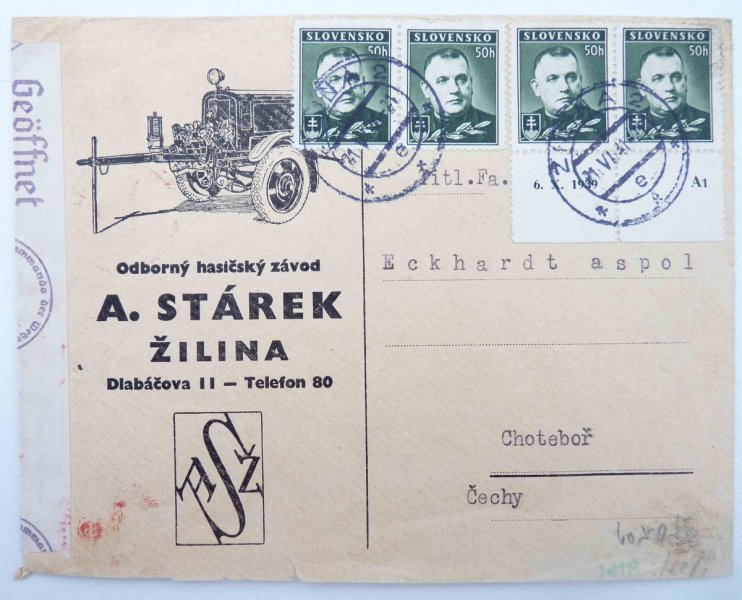 SLOVENSKO SLOVENSKO SLOVENSKO SLOVENSKO
50h 50h 50h 50h
Geöffnet
Titl.Fa.
6. X. 1939 A1
Eckhardt aspol
Odborný hasičský závod
A. STÁREK
ŽILINA
Dlabáčova 11 — Telefon 80
Choteboř
Čechy